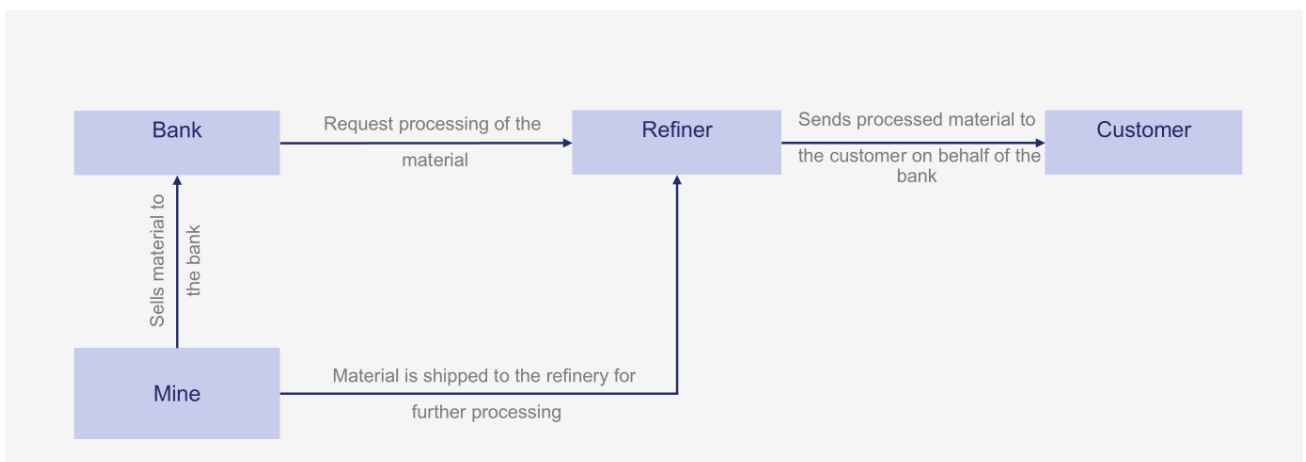 Bank
Request processing of the
material
Refiner
Sends processed material to
the customer on behalf of the
bank
Customer
Sells material to
the bank
Mine
Material is shipped to the refinery for
further processing